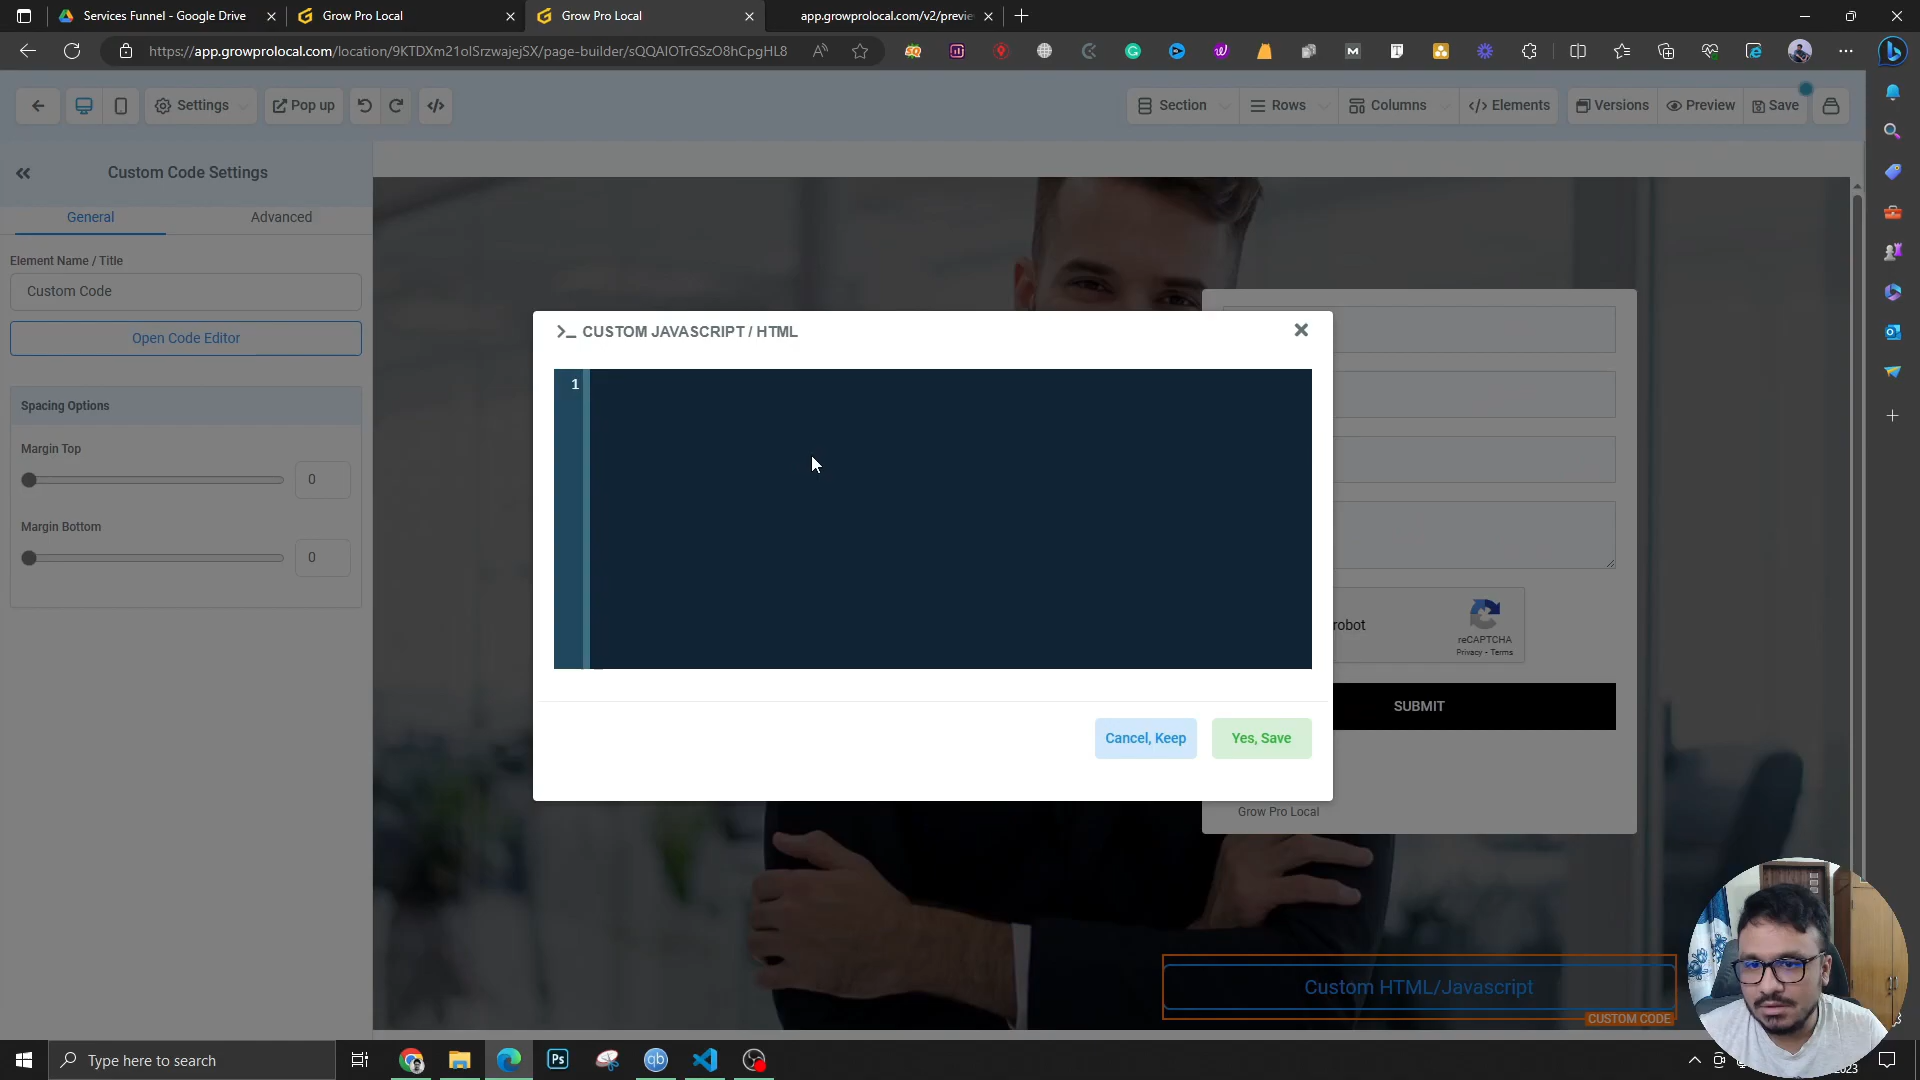 Services Funnel - Google Drive
Grow Pro Local
Grow Pro Local
app.growprolocal.com/v2/previe
https://app.growprolocal.com/location/9KTDXm21olSrzwajejSX/page-builder/sQQAlOTrGSzO8hCpgHL8
Settings
Pop up
Section
Rows
Columns
</> Elements
Versions
Preview
Save
Custom Code Settings
General
Advanced
Element Name / Title
Custom Code
Open Code Editor
Spacing Options
Margin Top
0
Margin Bottom
0
>_ CUSTOM JAVASCRIPT / HTML
1
Cancel, Keep
Yes, Save
robot
reCAPTCHA
Privacy - Terms
SUBMIT
Grow Pro Local
Custom HTML/Javascript
CUSTOM CODE
Type here to search
Ps
qb